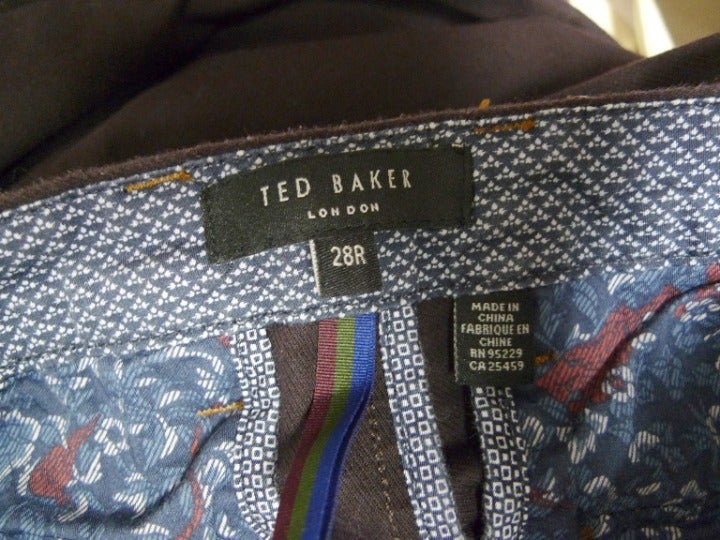 TED BAKER
LONDON
28R
MADE IN
CHINA
FABRIQUE EN
CHINE
RN 95229
CA 25459